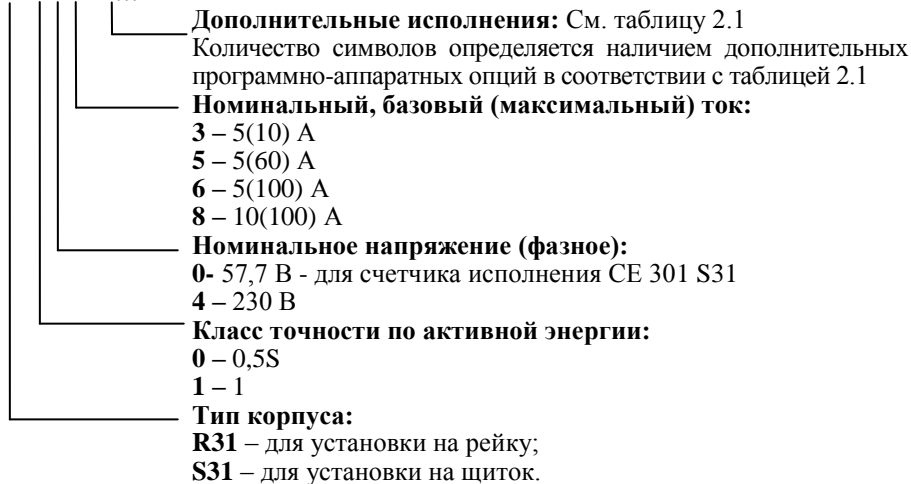 Дополнительные исполнения: См. таблицу 2.1
Количество символов определяется наличием дополнительных
программно-аппаратных опций в соответствии с таблицей 2.1
Номинальный, базовый (максимальный) ток:
3 – 5(10) А
5 – 5(60) А
6 – 5(100) А
8 – 10(100) А
Номинальное напряжение (фазное):
0- 57,7 В - для счетчика исполнения СЕ 301 S31
4 – 230 В
Класс точности по активной энергии:
0 – 0,5S
1 – 1
Тип корпуса:
R31 – для установки на рейку;
S31 – для установки на щиток.